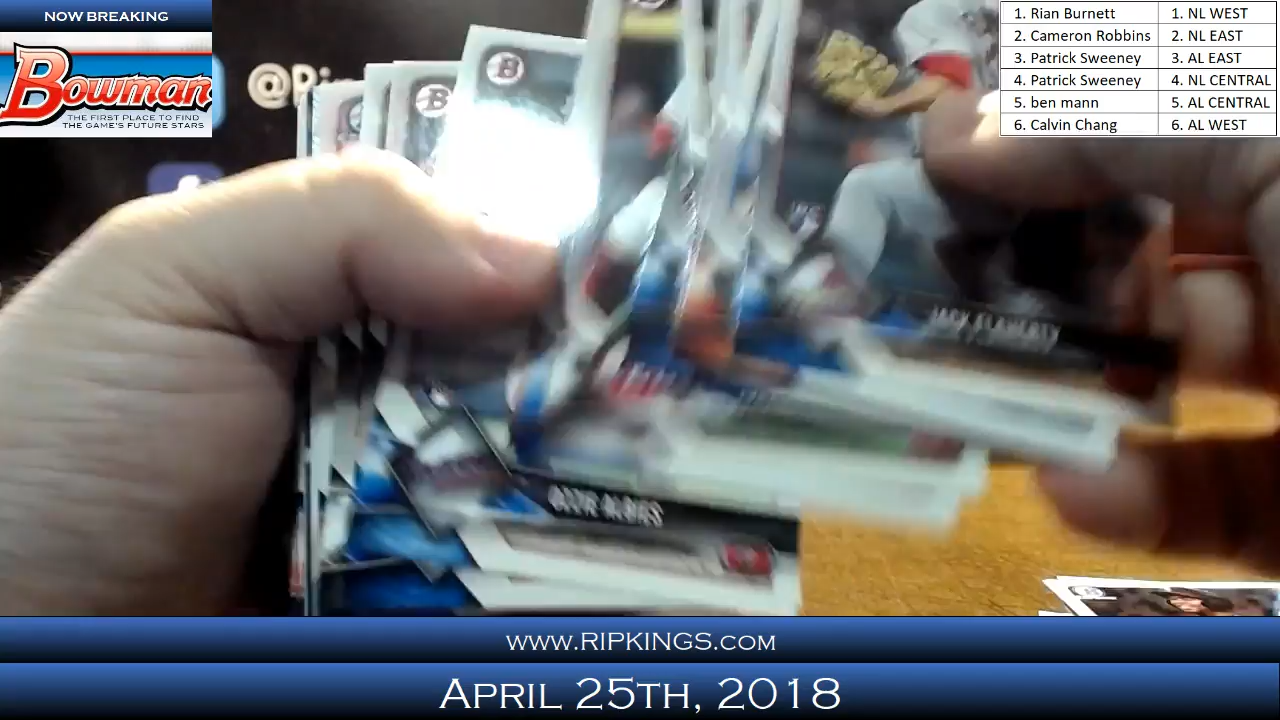 NOW BREAKING
Bowman
THE FIRST PLACE TO FIND
THE GAME'S FUTURE STARS
1. Rian Burnett 1. NL WEST
2. Cameron Robbins 2. NL EAST
3. Patrick Sweeney 3. AL EAST
4. Patrick Sweeney 4. NL CENTRAL
5. ben mann 5. AL CENTRAL
6. Calvin Chang 6. AL WEST
B
B
JACK FLAHERTY
OZZIE ALBIES
WWW.RIPKINGS.COM
APRIL 25TH, 2018